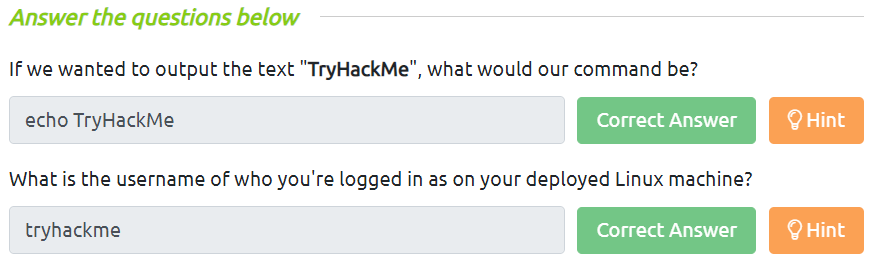 Answer the questions below
If we wanted to output the text "TryHackMe", what would our command be?
echo TryHackMe
Correct Answer
Hint
What is the username of who you're logged in as on your deployed Linux machine?
tryhackme
Correct Answer
Hint